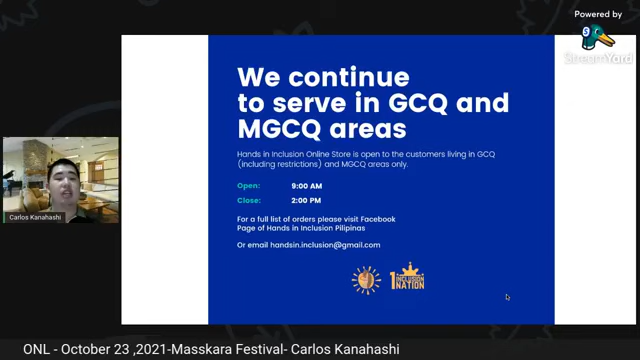 Powered by
StreamYard
We continue
to serve in GCQ and
MGCQ areas
Hands in Inclusion Online Store is open to the customers living in GCQ
(including restrictions) and MGCQ areas only.
Open: 9:00 AM
Close: 2:00 PM
For a full list of orders please visit Facebook
Page of Hands in Inclusion Pilipinas
Or email handsin.inclusion@gmail.com
1 INCLUSION
NATION
Carlos Kanahashi
ONL - October 23 ,2021-Masskara Festival- Carlos Kanahashi